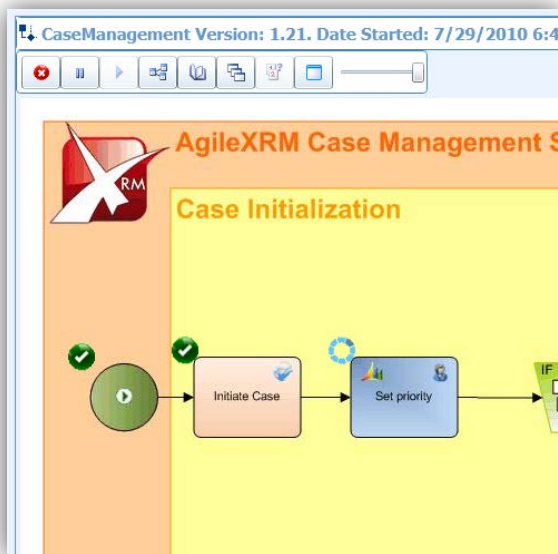 CaseManagement Version: 1.21. Date Started: 7/29/2010 6:4
AgileXRM Case Management S
XRM
Case Initialization
Initiate Case
Set priority
IF